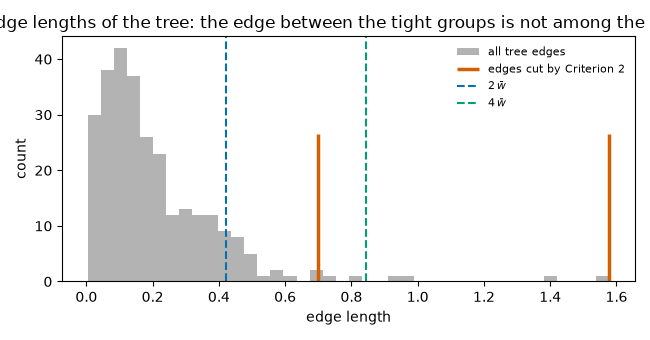 dge lengths of the tree: the edge between the tight groups is not among the
all tree edges
edges cut by Criterion 2
2 w̄
4 w̄
count
40
30
20
10
0
0.0 0.2 0.4 0.6 0.8 1.0 1.2 1.4 1.6
edge length